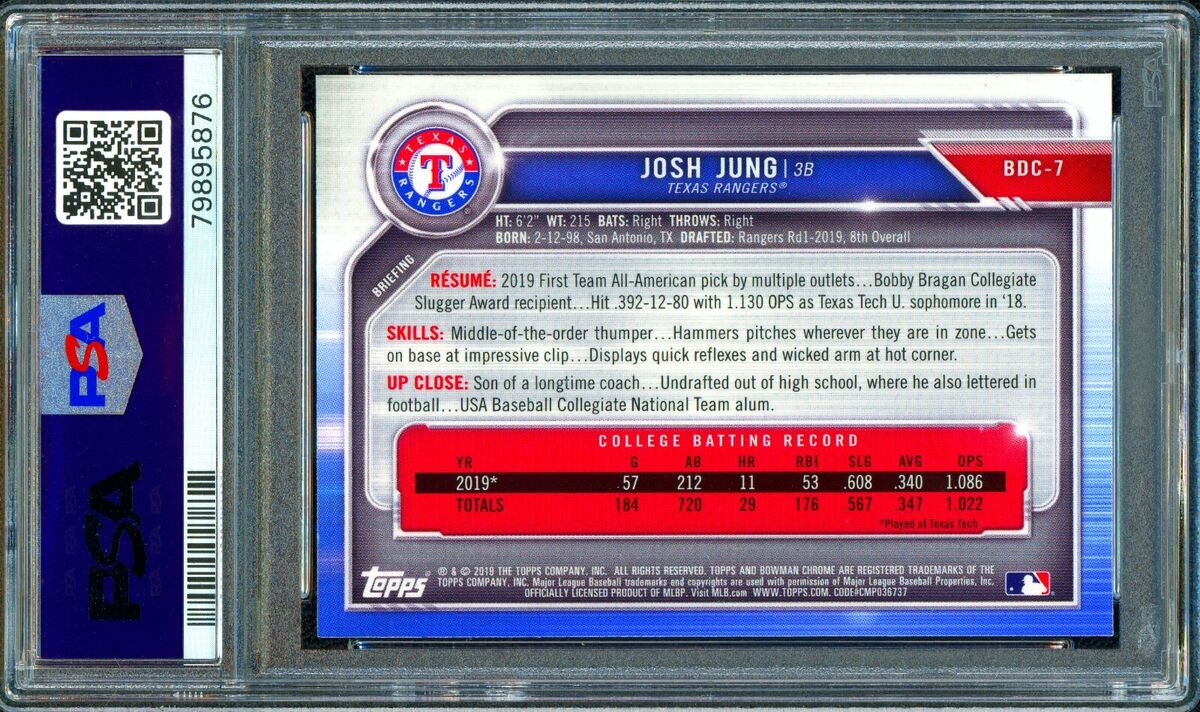 79895876
PSA
PSA
TEXAS RANGERS
T
JOSH JUNG | 3B
TEXAS RANGERS®
BDC-7
HT: 6'2" WT: 215 BATS: Right THROWS: Right
BORN: 2-12-98, San Antonio, TX DRAFTED: Rangers Rd1-2019, 8th Overall
BRIEFING
RÉSUMÉ: 2019 First Team All-American pick by multiple outlets...Bobby Bragan Collegiate
Slugger Award recipient...Hit .392-12-80 with 1.130 OPS as Texas Tech U. sophomore in '18.
SKILLS: Middle-of-the-order thumper...Hammers pitches wherever they are in zone...Gets
on base at impressive clip...Displays quick reflexes and wicked arm at hot corner.
UP CLOSE: Son of a longtime coach...Undrafted out of high school, where he also lettered in
football...USA Baseball Collegiate National Team alum.
COLLEGE BATTING RECORD
YR G AB HR RBI SLG AVG OPS
2019* 57 212 11 53 .608 .340 1.086
TOTALS 184 720 29 176 .567 .347 1.022
*Played at Texas Tech
Topps
® & © 2019 THE TOPPS COMPANY, INC. ALL RIGHTS RESERVED. TOPPS AND BOWMAN CHROME ARE REGISTERED TRADEMARKS OF THE
TOPPS COMPANY, INC. Major League Baseball trademarks and copyrights are used with permission of Major League Baseball Properties, Inc.
OFFICIALLY LICENSED PRODUCT OF MLBP. Visit MLB.com WWW.TOPPS.COM. CODE#CMP036737
PSA